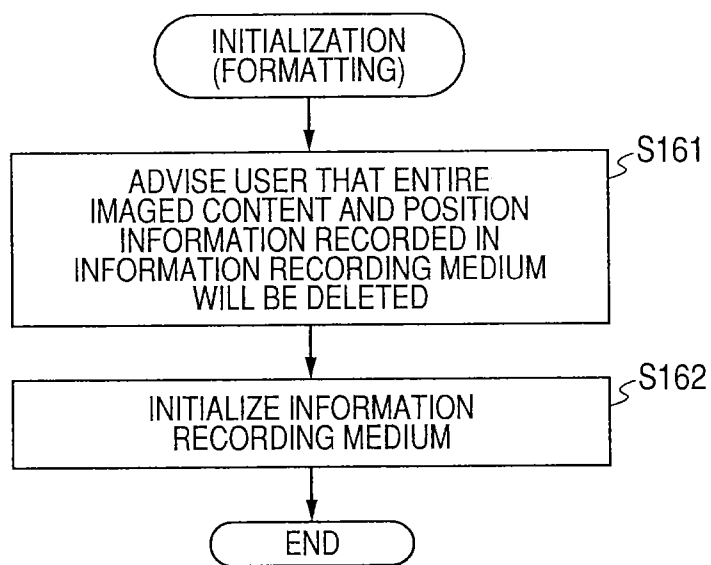 INITIALIZATION
(FORMATTING)
S161
ADVISE USER THAT ENTIRE
IMAGED CONTENT AND POSITION
INFORMATION RECORDED IN
INFORMATION RECORDING MEDIUM
WILL BE DELETED
S162
INITIALIZE INFORMATION
RECORDING MEDIUM
END